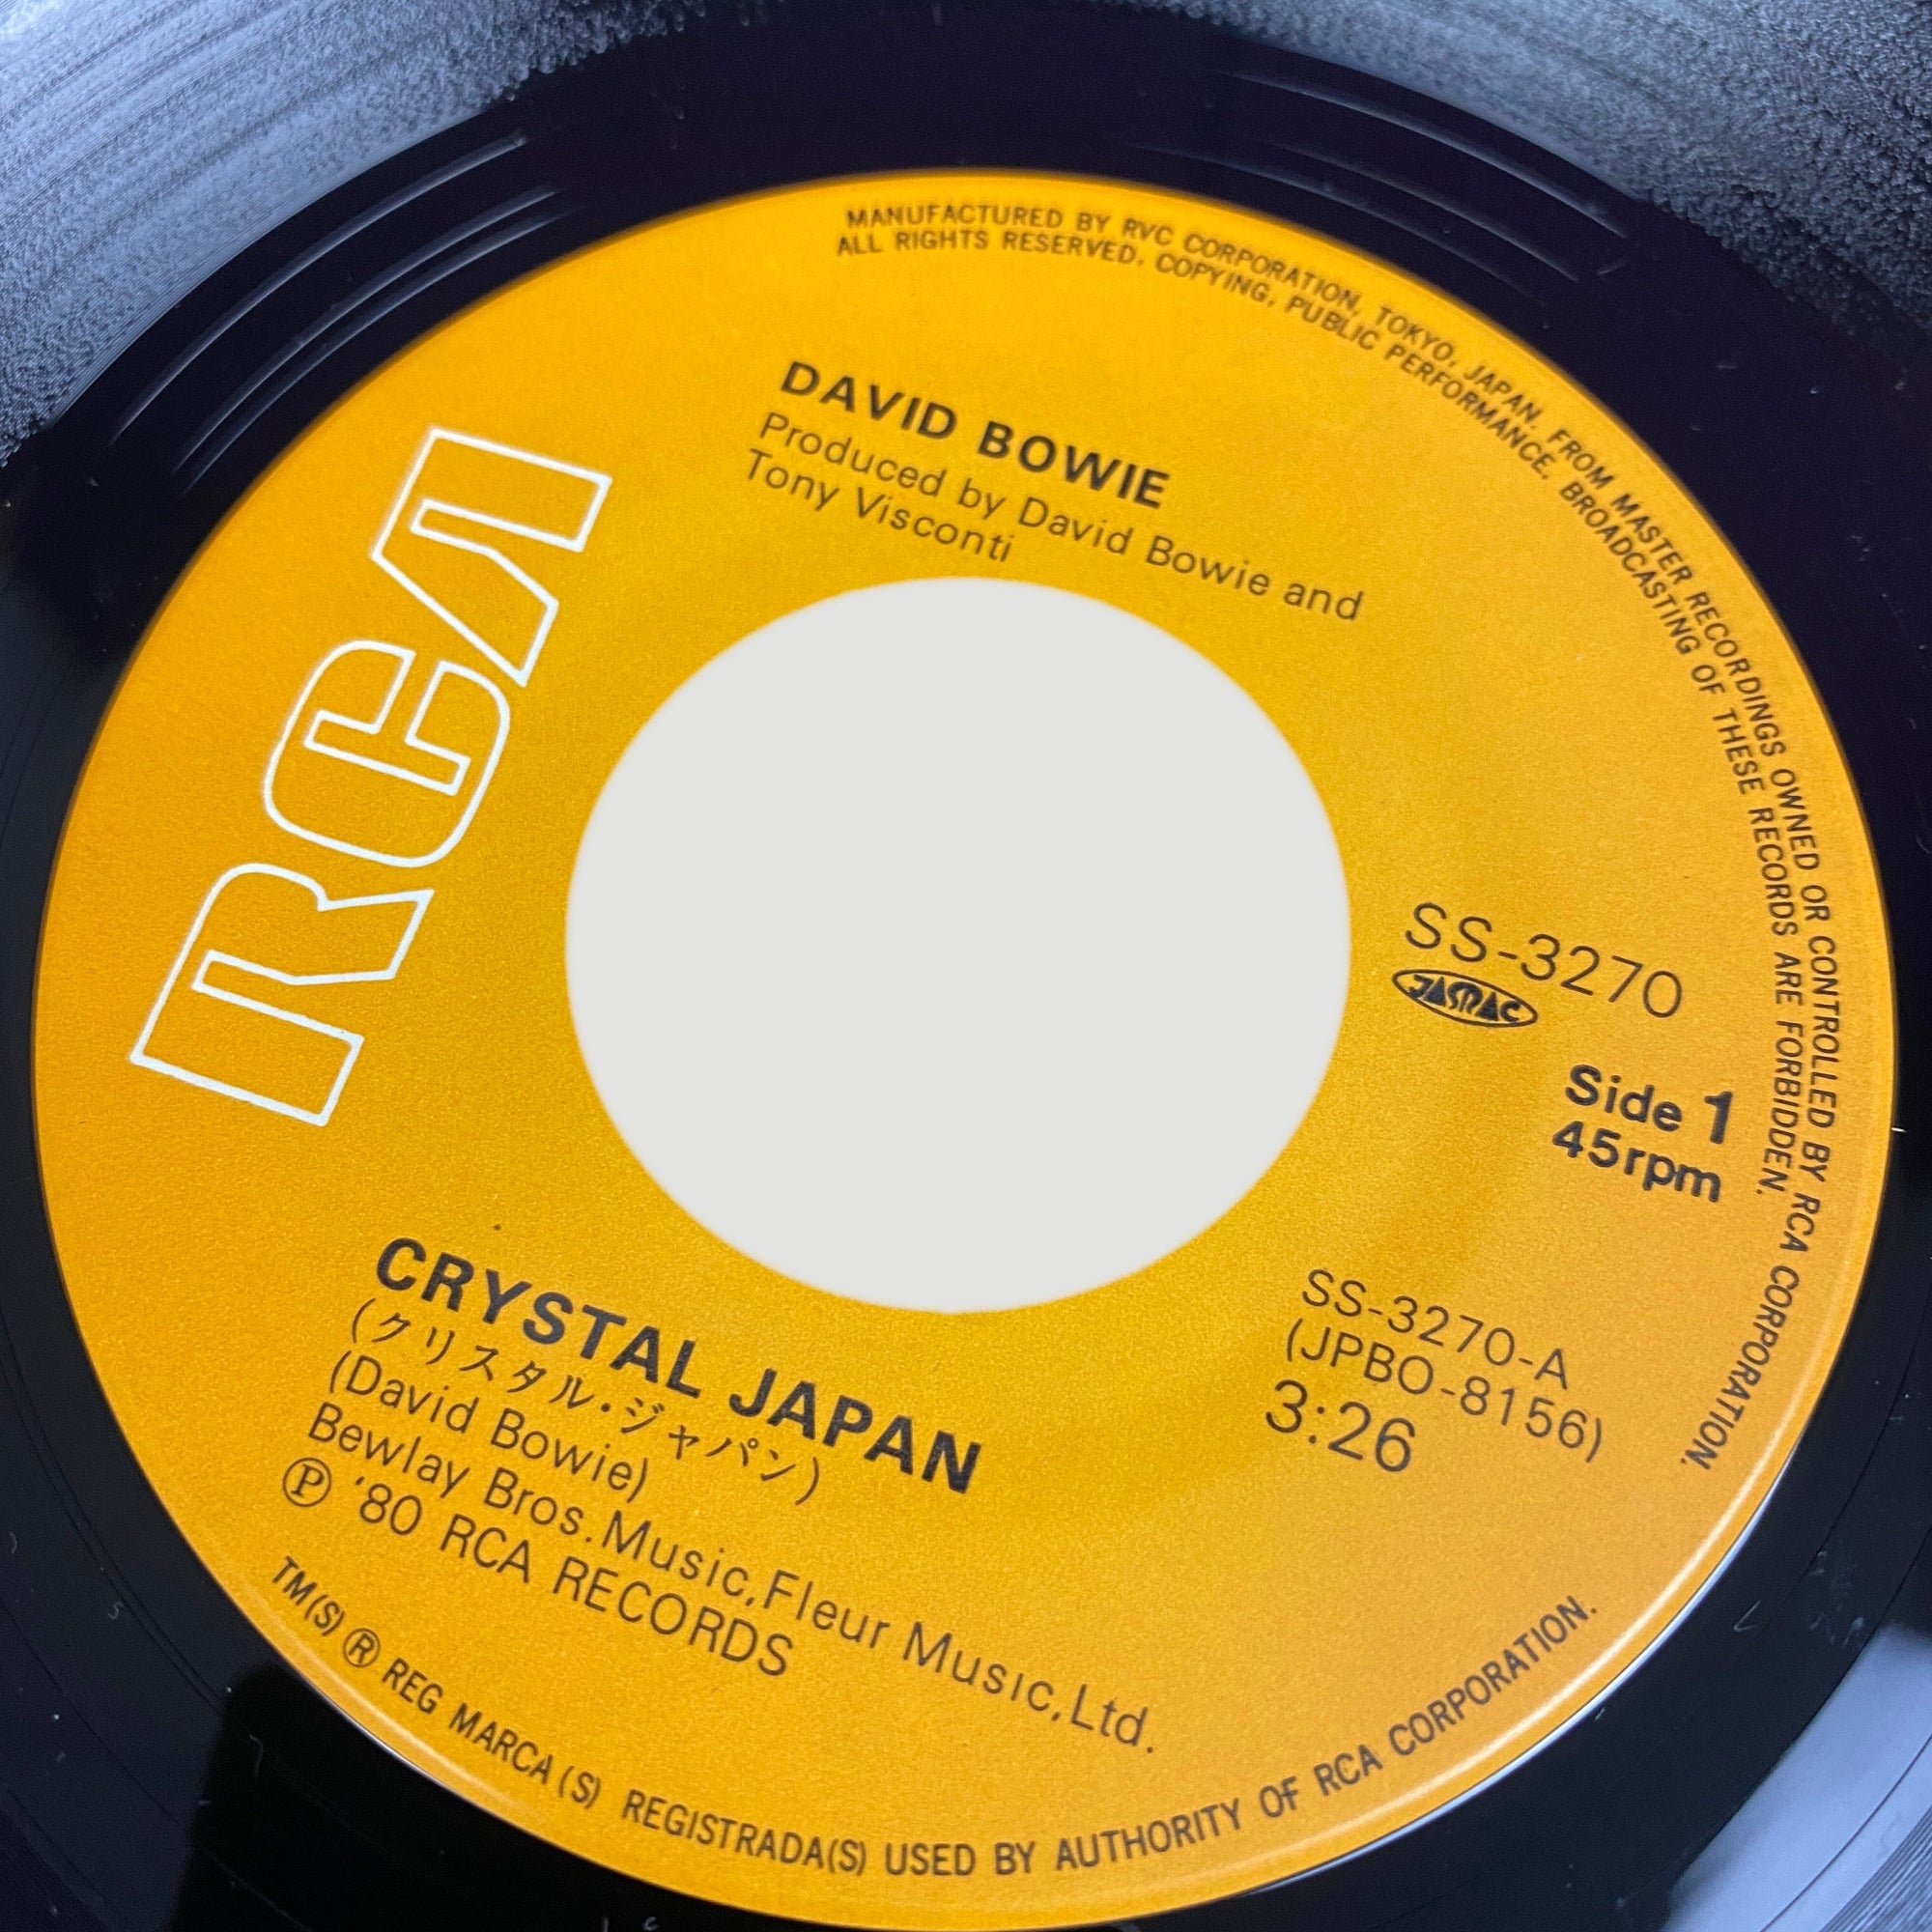 MANUFACTURED BY RVC CORPORATION, TOKYO, JAPAN. FROM MASTER RECORDINGS OWNED OR CONTROLLED BY RCA CORPORATION.
ALL RIGHTS RESERVED. COPYING, PUBLIC PERFORMANCE, BROADCASTING OF THESE RECORDS ARE FORBIDDEN.
DAVID BOWIE
Produced by David Bowie and
Tony Visconti
RCA
SS-3270
JASRAC
Side 1
45rpm
CRYSTAL JAPAN
(クリスタル・ジャパン)
(David Bowie)
Bewlay Bros. Music, Fleur Music, Ltd.
Ⓟ '80 RCA RECORDS
SS-3270-A
(JPBO-8156)
3:26
TM(S) ® REG MARCA(S) REGISTRADA(S) USED BY AUTHORITY OF RCA CORPORATION.